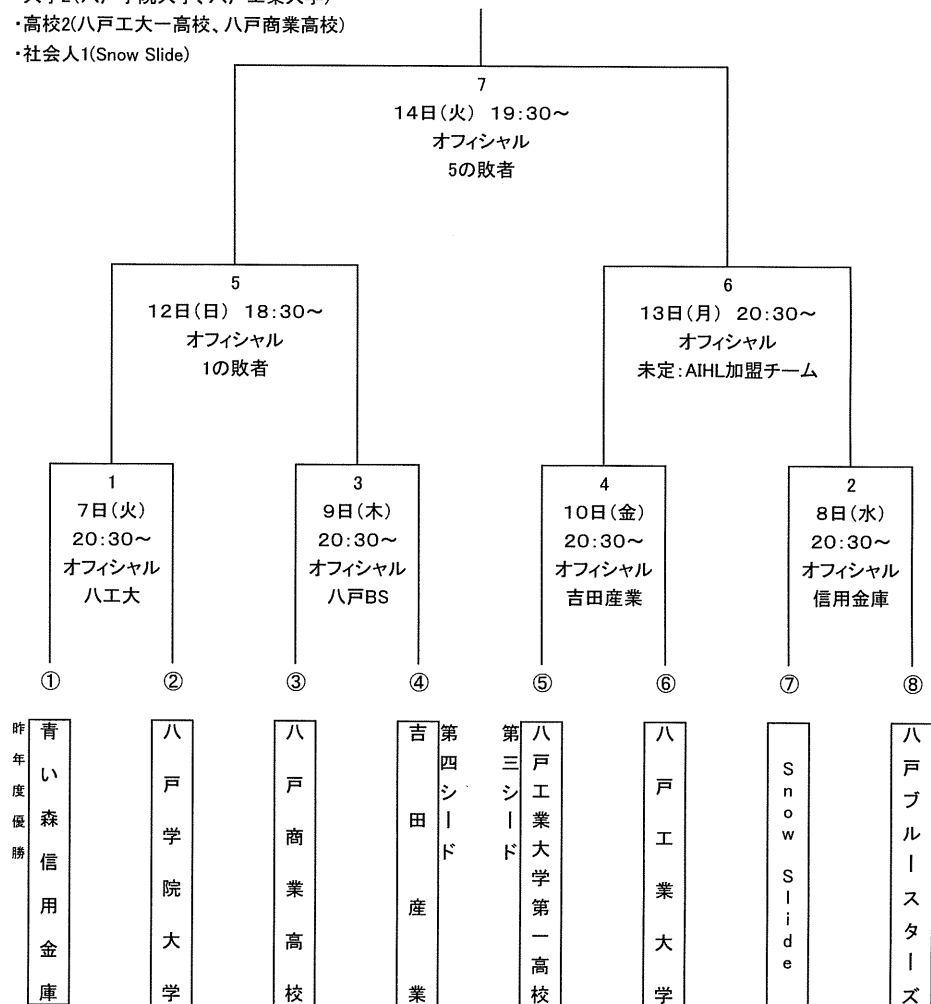 ・高校2(八戸工大一高校、八戸商業高校)
・社会人1(Snow Slide)
7
14日(火) 19:30～
オフィシャル
5の敗者
5
12日(日) 18:30～
オフィシャル
1の敗者
6
13日(月) 20:30～
オフィシャル
未定:AIHL加盟チーム
1
7日(火)
20:30～
オフィシャル
八工大
3
9日(木)
20:30～
オフィシャル
八戸BS
4
10日(金)
20:30～
オフィシャル
吉田産業
2
8日(水)
20:30～
オフィシャル
信用金庫
①
②
③
④
⑤
⑥
⑦
⑧
昨年度優勝
青い森信用金庫
八戸学院大学
八戸商業高校
吉田産業
第四シード
第三シード
八戸工業大学第一高校
八戸工業大学
Snow Slide
八戸ブルースターズ